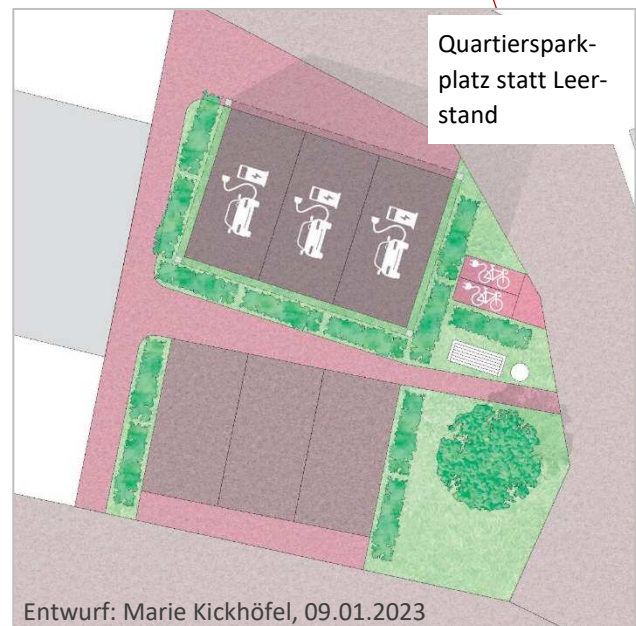 Quartierspark-
platz statt Leer-
stand
Entwurf: Marie Kickhöfel, 09.01.2023